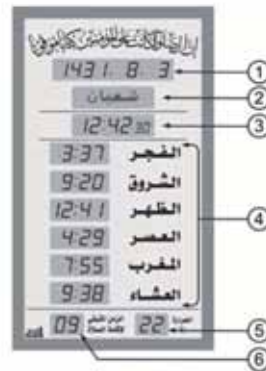 إن الصلاة كانت على المؤمنين كتابا موقوتا
1431 8 3
شعبان
12:42 30
الفجر 3:37
الشروق 9:20
الظهر 12:41
العصر 4:29
المغرب 7:55
العشاء 9:38
22
09
1
2
3
4
5
6